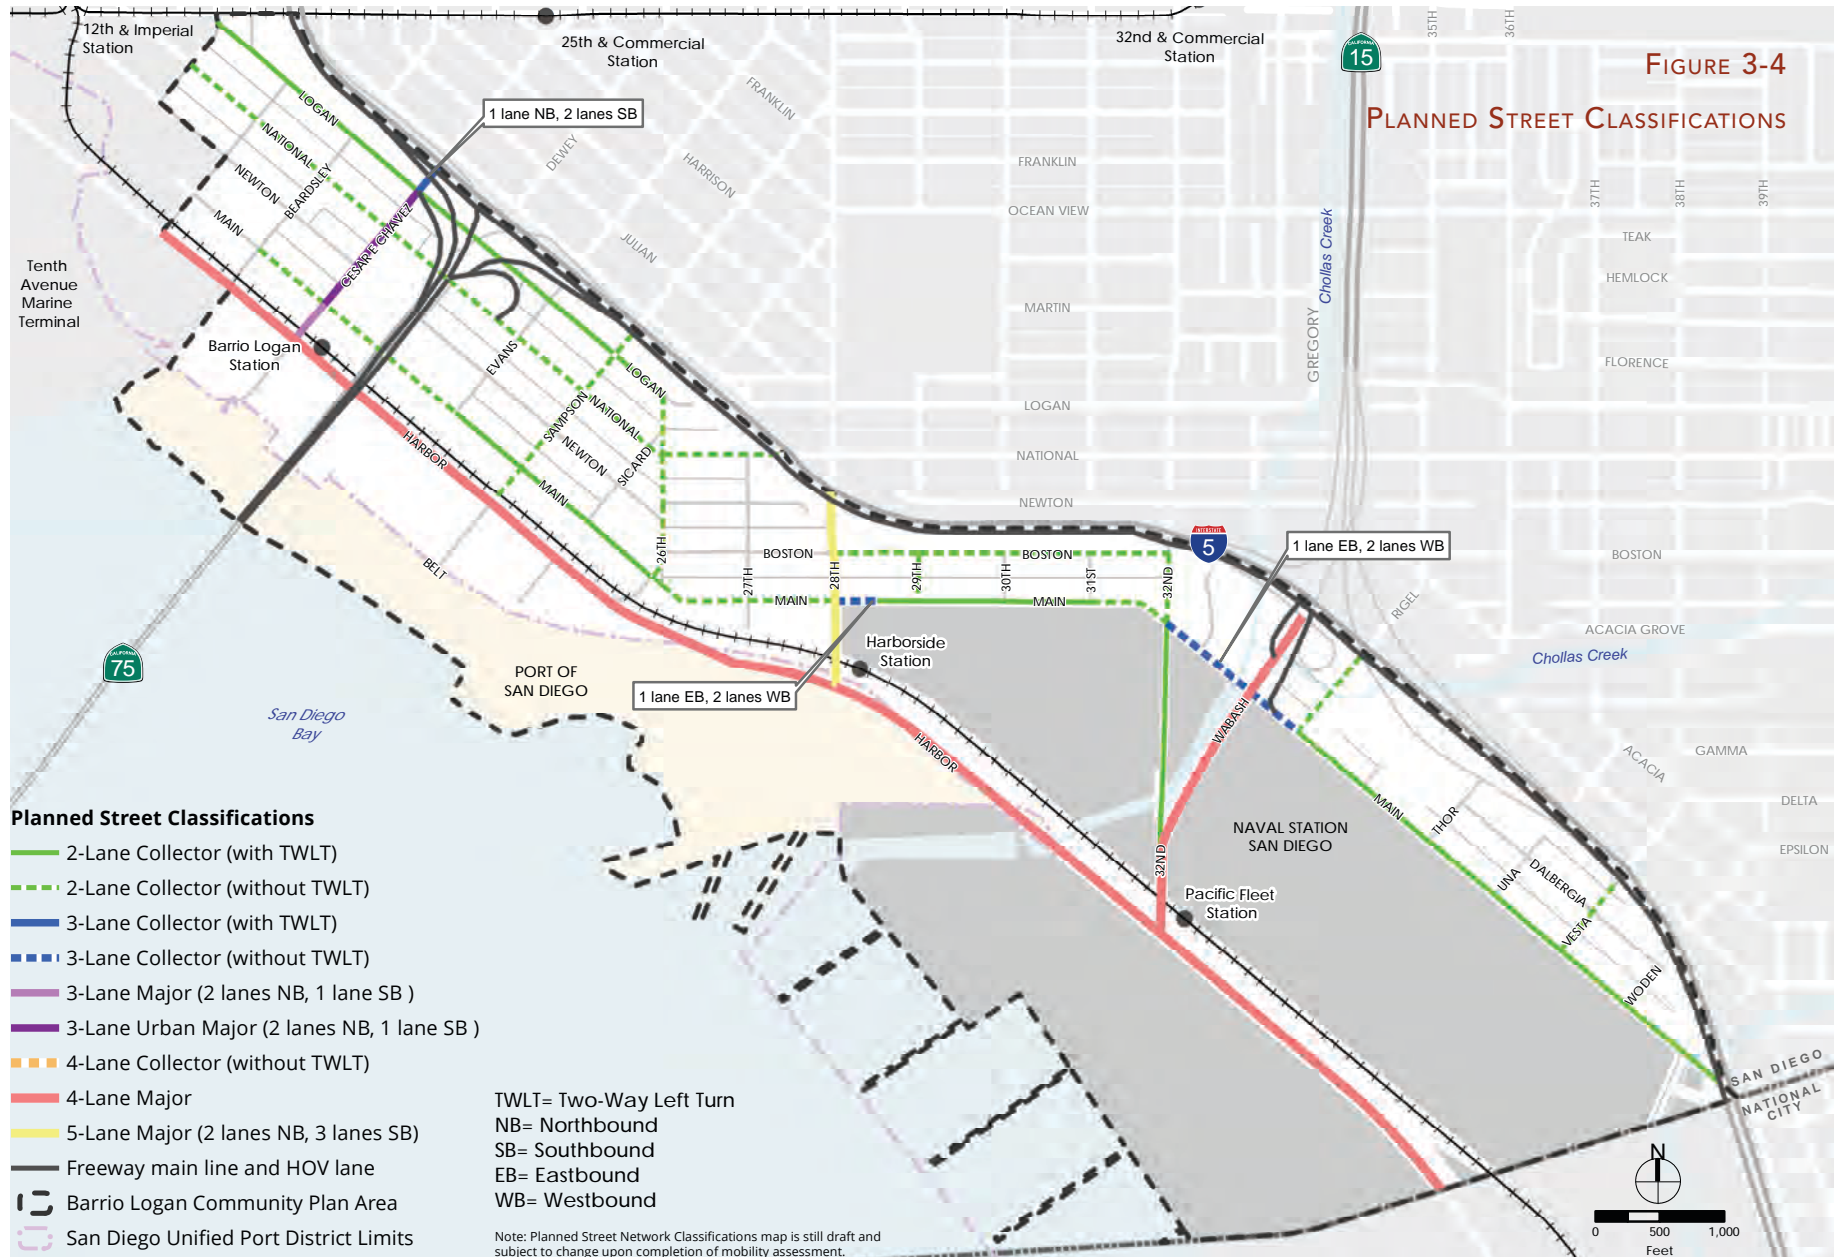 FIGURE 3-4
PLANNED STREET CLASSIFICATIONS
12th & Imperial
Station
25th & Commercial
Station
32nd & Commercial
Station
CALIFORNIA
15
35TH
36TH
1 lane NB, 2 lanes SB
LOGAN
NATIONAL
NEWTON
BEARDSLEY
MAIN
CESAR E CHAVEZ
FRANKLIN
DEWEY
HARRISON
JULIAN
FRANKLIN
OCEAN VIEW
MARTIN
LOGAN
NATIONAL
NEWTON
Chollas Creek
GREGORY
37TH
38TH
39TH
TEAK
HEMLOCK
FLORENCE
Tenth
Avenue
Marine
Terminal
Barrio Logan
Station
EVANS
LOGAN
SAMPSON
NATIONAL
NEWTON
SICARD
HARBOR
MAIN
BELT
26TH
27TH
28TH
29TH
30TH
31ST
32ND
BOSTON
BOSTON
MAIN
MAIN
INTERSTATE
5
1 lane EB, 2 lanes WB
BOSTON
RIGEL
ACACIA GROVE
Chollas Creek
Harborside
Station
1 lane EB, 2 lanes WB
PORT OF
SAN DIEGO
CALIFORNIA
75
San Diego
Bay
HARBOR
WABASH
ACACIA
GAMMA
DELTA
EPSILON
NAVAL STATION
SAN DIEGO
32ND
Pacific Fleet
Station
MAIN
THOR
UNA
DALBERGIA
VESTA
WODEN
SAN DIEGO
NATIONAL
CITY
Planned Street Classifications
2-Lane Collector (with TWLT)
2-Lane Collector (without TWLT)
3-Lane Collector (with TWLT)
3-Lane Collector (without TWLT)
3-Lane Major (2 lanes NB, 1 lane SB )
3-Lane Urban Major (2 lanes NB, 1 lane SB )
4-Lane Collector (without TWLT)
4-Lane Major
5-Lane Major (2 lanes NB, 3 lanes SB)
Freeway main line and HOV lane
Barrio Logan Community Plan Area
San Diego Unified Port District Limits
TWLT= Two-Way Left Turn
NB= Northbound
SB= Southbound
EB= Eastbound
WB= Westbound
Note: Planned Street Network Classifications map is still draft and
subject to change upon completion of mobility assessment.
N
0 500 1,000
Feet